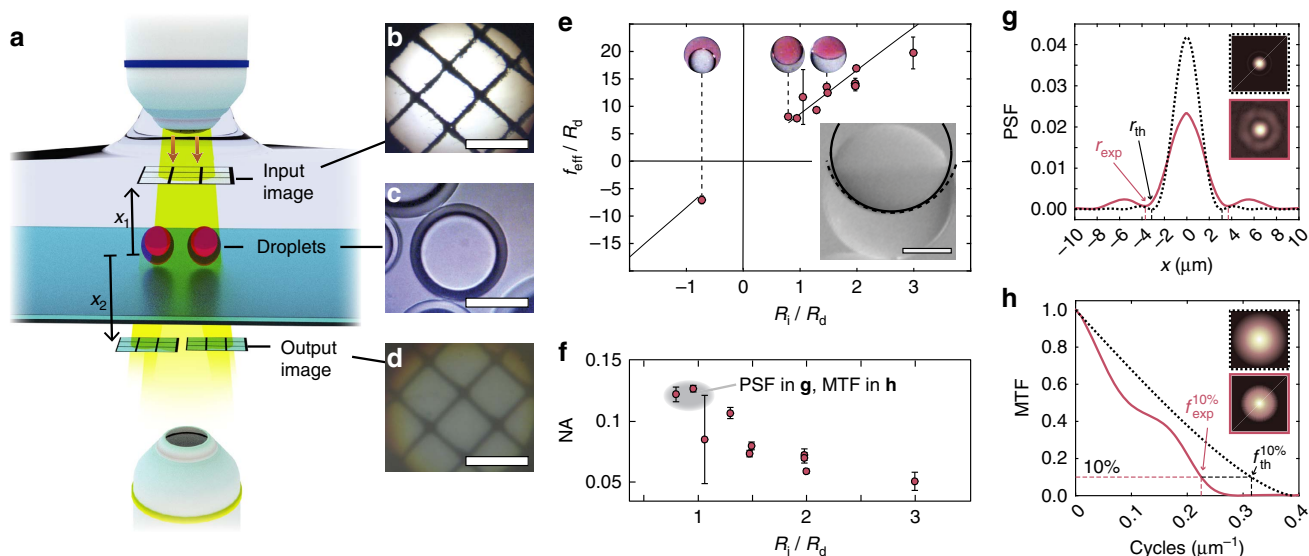 a
Input
image
x1
Droplets
x2
Output
image
b
c
d
e
feff / Rd
20
15
10
5
0
−5
−10
−15
−1
0
1
2
3
Ri / Rd
f
NA
0.15
0.10
0.05
PSF in g, MTF in h
1
2
3
Ri / Rd
g
PSF
0.04
0.03
0.02
0.01
0.00
rth
rexp
−10 −8 −6 −4 −2 0 2 4 6 8 10
x (μm)
h
MTF
1.0
0.8
0.6
0.4
0.2
0.0
f10%exp
f10%th
10%
0 0.1 0.2 0.3 0.4
Cycles (μm−1)